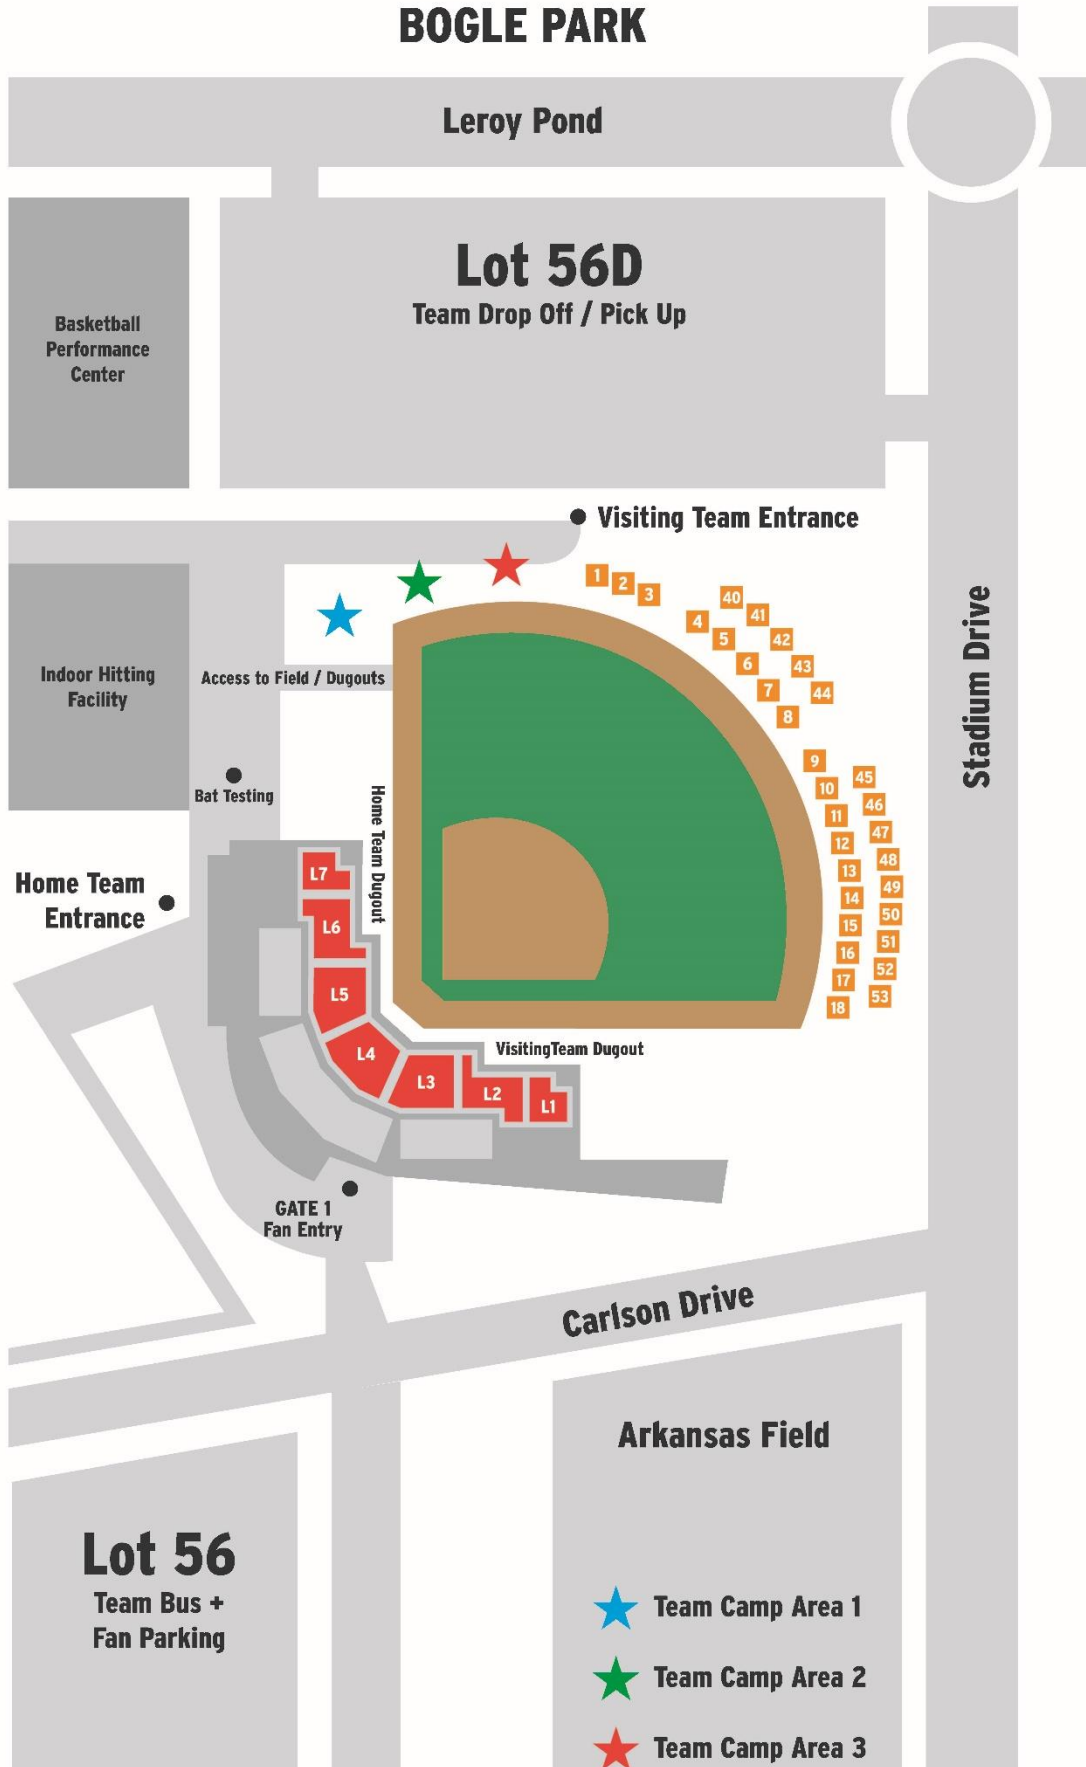 BOGLE PARK
Leroy Pond
Lot 56D
Team Drop Off / Pick Up
Basketball
Performance
Center
Visiting Team Entrance
1
2
3
4
5
6
7
8
40
41
42
43
44
Stadium Drive
Indoor Hitting
Facility
Access to Field / Dugouts
Bat Testing
Home Team Dugout
9
10
11
12
13
14
15
16
17
18
45
46
47
48
49
50
51
52
53
Home Team
Entrance
L7
L6
L5
L4
L3
L2
L1
VisitingTeam Dugout
GATE 1
Fan Entry
Carlson Drive
Arkansas Field
Lot 56
Team Bus +
Fan Parking
Team Camp Area 1
Team Camp Area 2
Team Camp Area 3